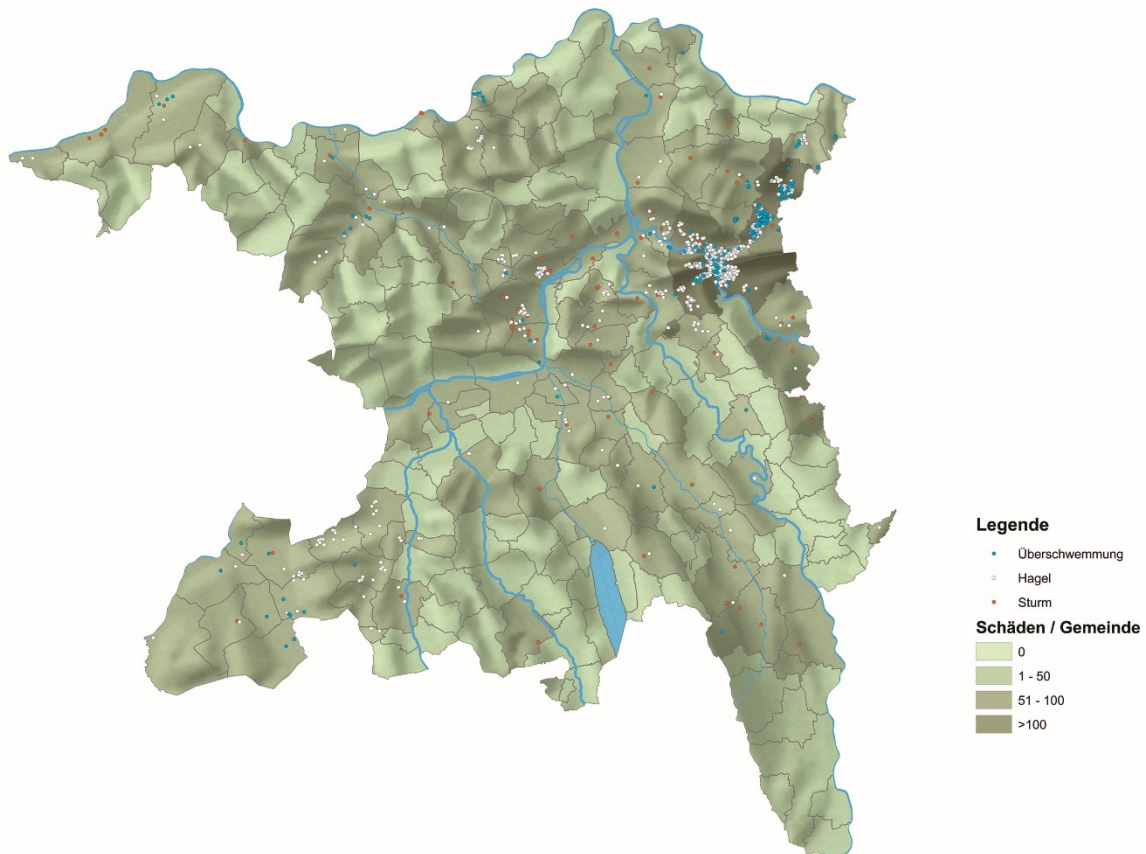 Legende
Überschwemmung
Hagel
Sturm
Schäden / Gemeinde
0
1 - 50
51 - 100
>100